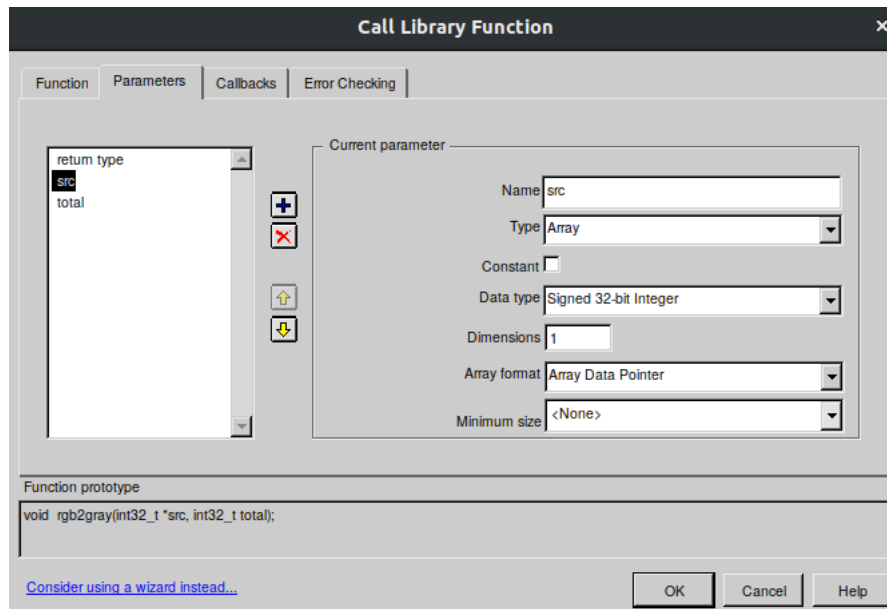 Call Library Function
×
Function
Parameters
Callbacks
Error Checking
return type
src
total
Current parameter
Name src
Type Array
Constant
Data type Signed 32-bit Integer
Dimensions 1
Array format Array Data Pointer
Minimum size <None>
Function prototype
void rgb2gray(int32_t *src, int32_t total);
Consider using a wizard instead...
OK
Cancel
Help